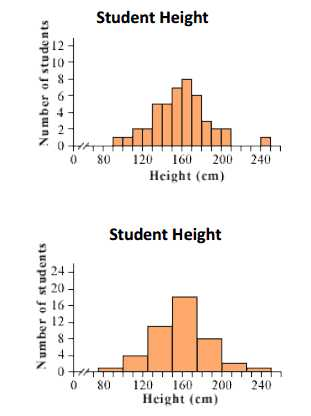 Student Height
Number of students
12
10
8
6
4
2
0
0 80 120 160 200 240
Height (cm)
Student Height
Number of students
24
20
16
12
8
4
0
0 80 120 160 200 240
Height (cm)